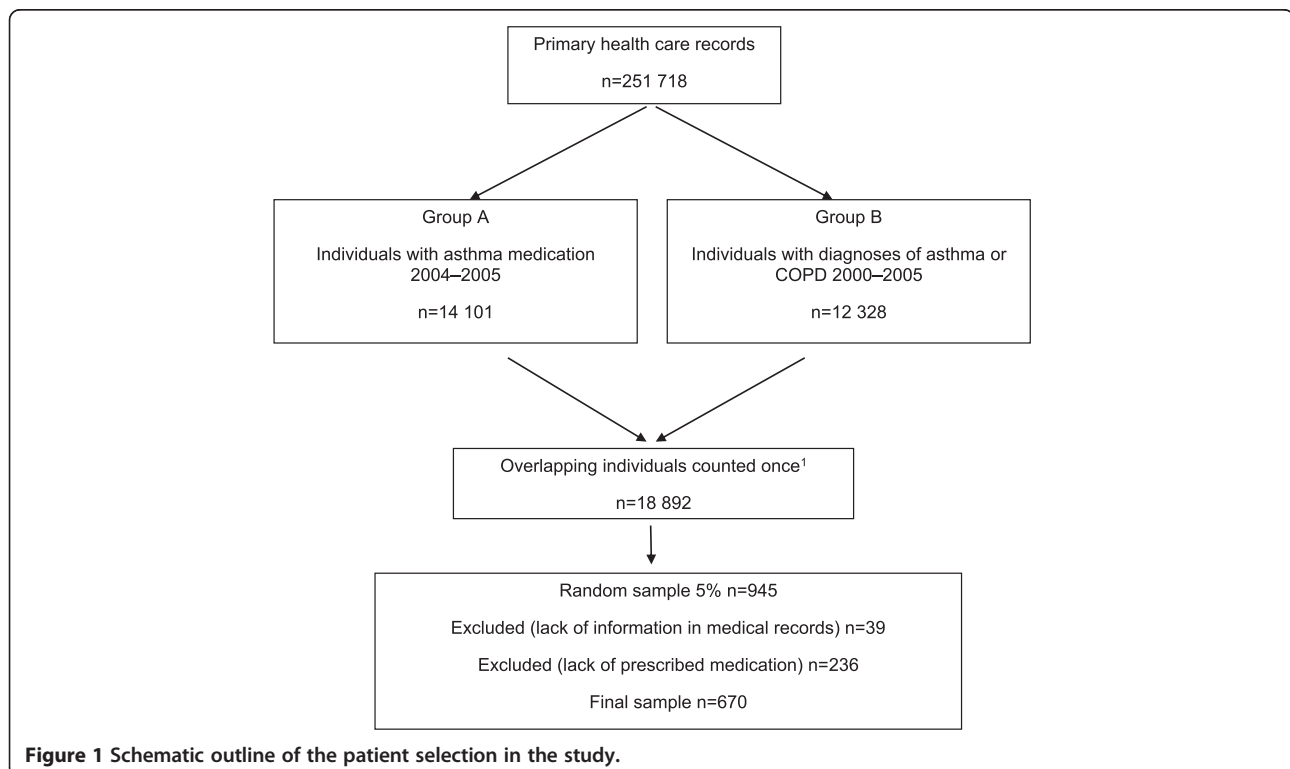 Primary health care records
n=251 718
Group A
Individuals with asthma medication
2004–2005
n=14 101
Group B
Individuals with diagnoses of asthma or
COPD 2000–2005
n=12 328
Overlapping individuals counted once¹
n=18 892
Random sample 5% n=945
Excluded (lack of information in medical records) n=39
Excluded (lack of prescribed medication) n=236
Final sample n=670
Figure 1 Schematic outline of the patient selection in the study.